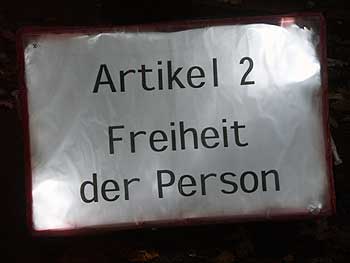 Artikel 2
Freiheit
der Person